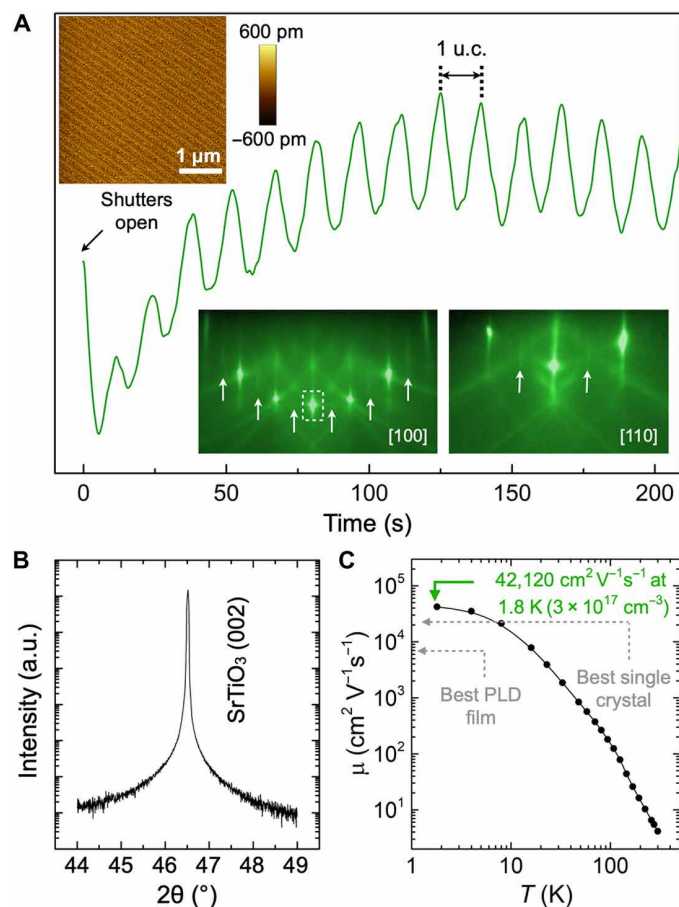 A
600 pm
–600 pm
1 µm
1 u.c.
Shutters
open
[100]
[110]
0 50 100 150 200
Time (s)
B
Intensity (a.u.)
SrTiO₃ (002)
44 45 46 47 48 49
2θ (°)
C
µ (cm² V⁻¹s⁻¹)
10⁵
10⁴
10³
10²
10¹
42,120 cm² V⁻¹s⁻¹ at
1.8 K (3 × 10¹⁷ cm⁻³)
Best PLD
film
Best single
crystal
1 10 100
T (K)